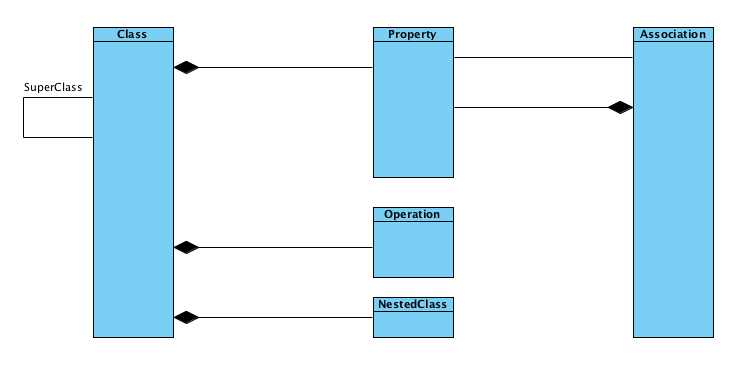 Class
Property
Association
SuperClass
Operation
NestedClass